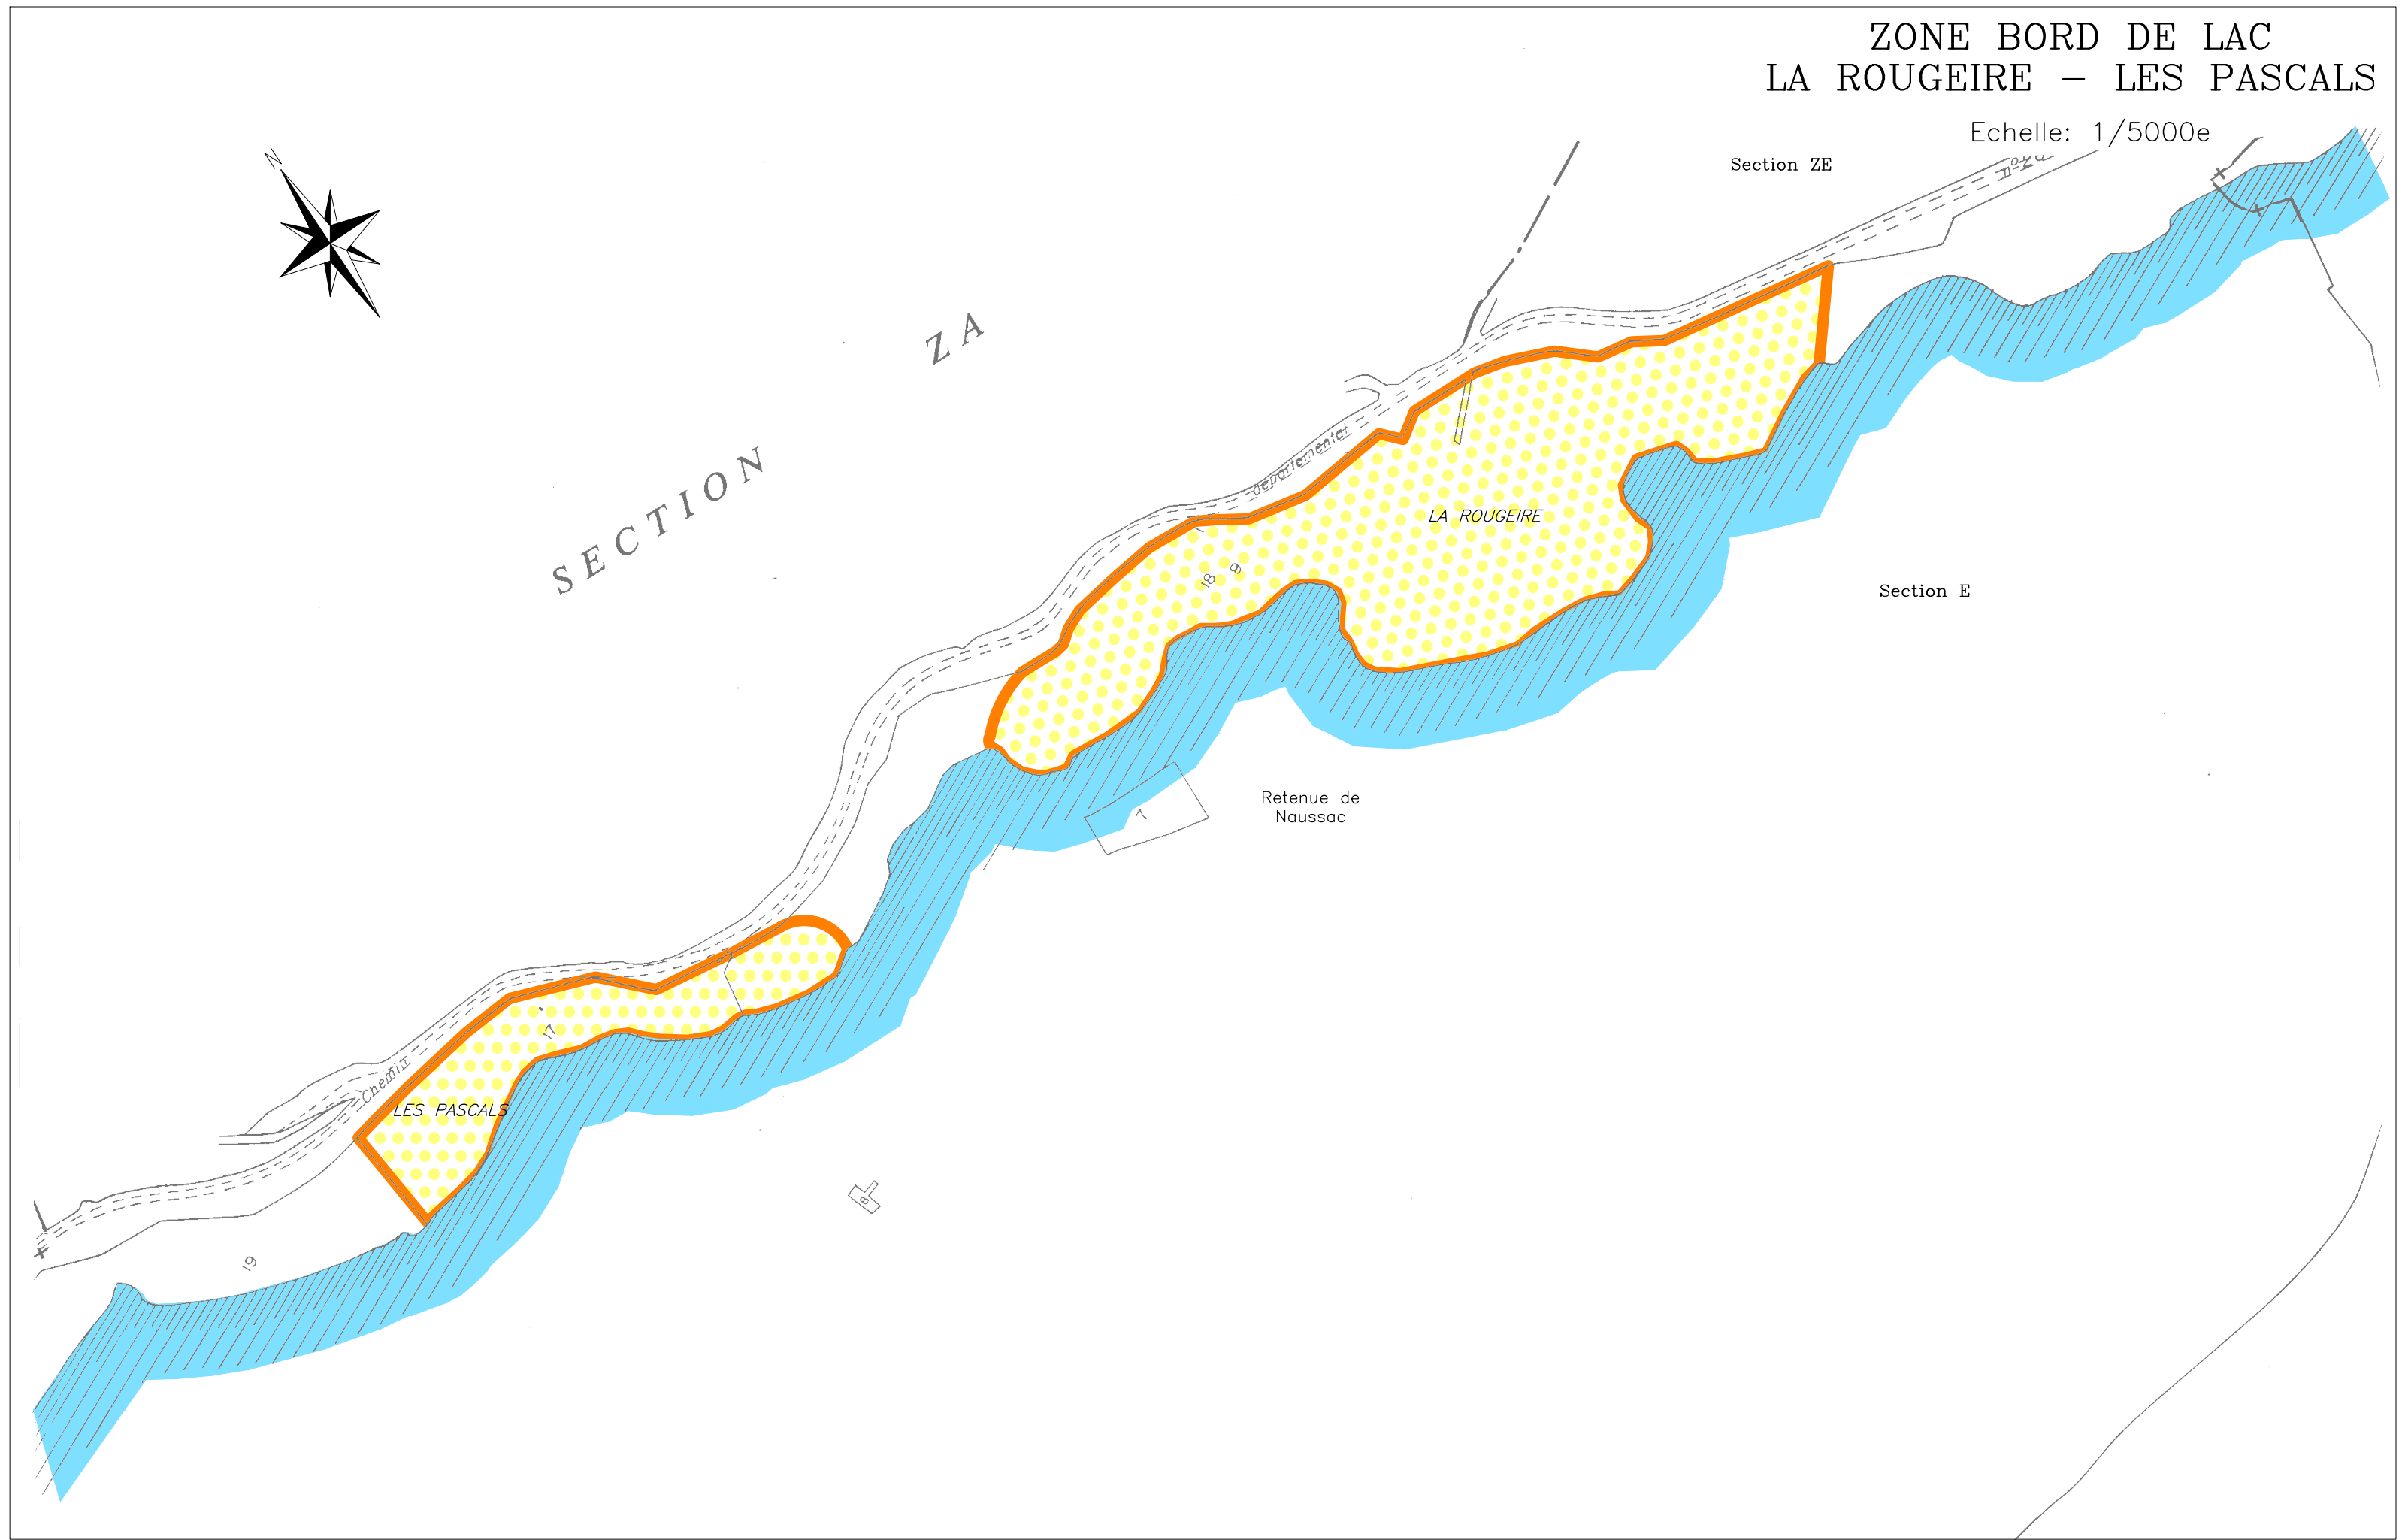 ZONE BORD DE LAC
LA ROUGEIRE — LES PASCALS
Echelle: 1/5000e
Section ZE
N
SECTION ZA
départemental
LA ROUGEIRE
18
9
Section E
Retenue de
Naussac
7
17
Chemin
LES PASCALS
8
19